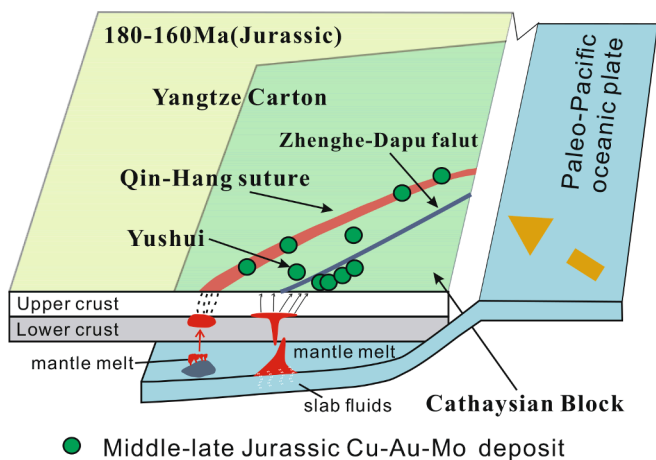 180-160Ma(Jurassic)
Yangtze Carton
Zhenghe-Dapu falut
Qin-Hang suture
Yushui
Paleo-Pacific
oceanic plate
Upper crust
Lower crust
mantle melt
mantle melt
slab fluids
Cathaysian Block
Middle-late Jurassic Cu-Au-Mo deposit